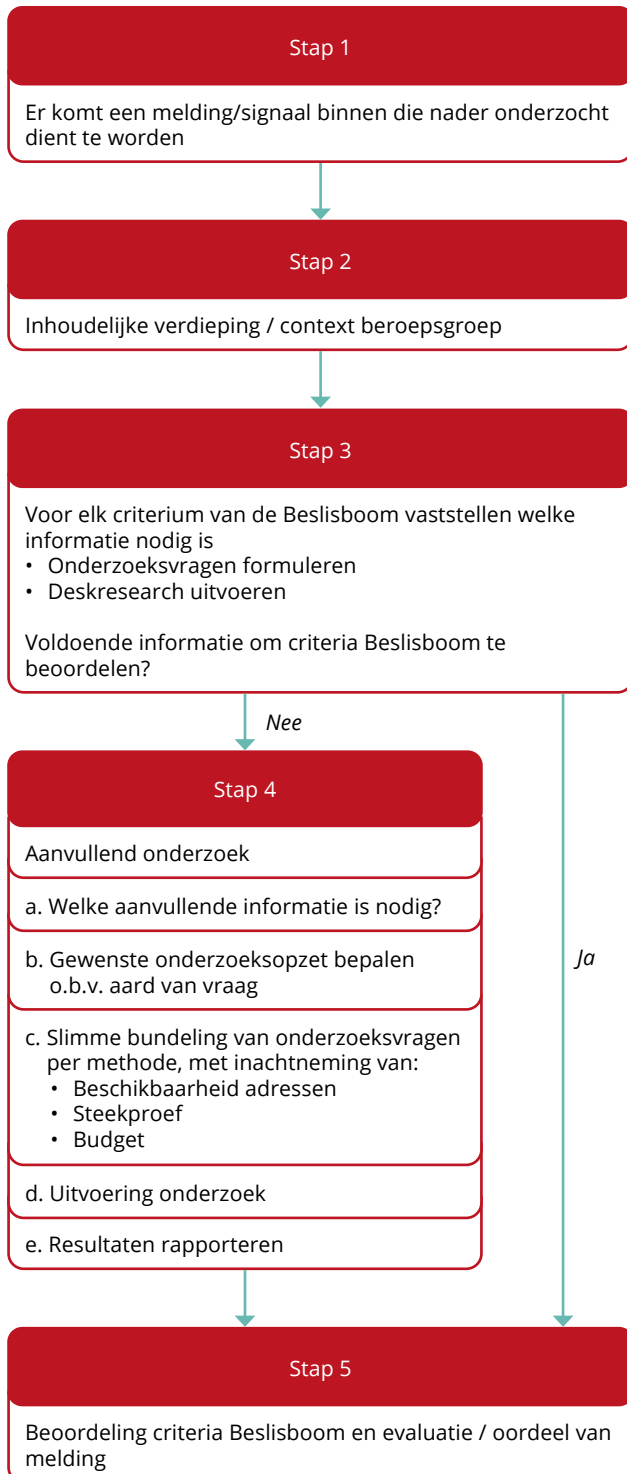 Stap 1
Er komt een melding/signaal binnen die nader onderzocht
dient te worden
Stap 2
Inhoudelijke verdieping / context beroepsgroep
Stap 3
Voor elk criterium van de Beslisboom vaststellen welke
informatie nodig is
• Onderzoeksvragen formuleren
• Deskresearch uitvoeren
Voldoende informatie om criteria Beslisboom te
beoordelen?
Nee
Stap 4
Aanvullend onderzoek
a. Welke aanvullende informatie is nodig?
b. Gewenste onderzoeksopzet bepalen
o.b.v. aard van vraag
Ja
c. Slimme bundeling van onderzoeksvragen
per methode, met inachtneming van:
• Beschikbaarheid adressen
• Steekproef
• Budget
d. Uitvoering onderzoek
e. Resultaten rapporteren
Stap 5
Beoordeling criteria Beslisboom en evaluatie / oordeel van
melding